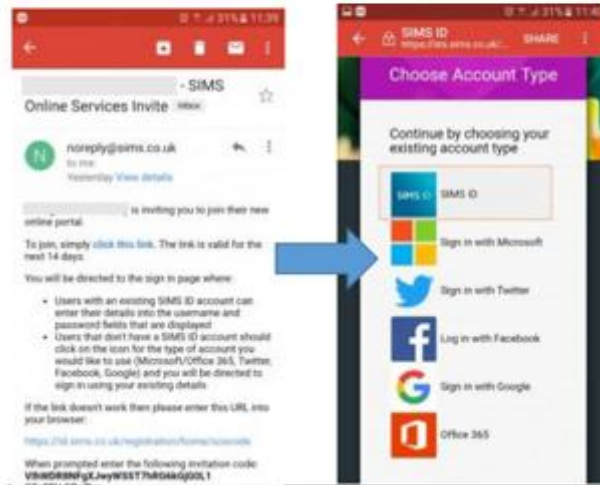 31% 11:39
- SIMS
Online Services Invite Inbox
N
noreply@sims.co.uk
to me
Yesterday View details
is inviting you to join their new
online portal.
To join, simply click this link. The link is valid for the
next 14 days.
You will be directed to the sign in page where:
• Users with an existing SIMS ID account can
enter their details into the username and
password fields that are displayed
• Users that don't have a SIMS ID account should
click on the icon for the type of account you
would like to use (Microsoft/Office 365, Twitter,
Facebook, Google) and you will be directed to
sign in using your existing details
If the link doesn't work then please enter this URL into
your browser:
When prompted enter the following invitation code:
31% 11:40
SIMS ID
SHARE
Choose Account Type
Continue by choosing your
existing account type
SIMS ID SIMS ID
Sign in with Microsoft
Sign in with Twitter
Log in with Facebook
Sign in with Google
Office 365